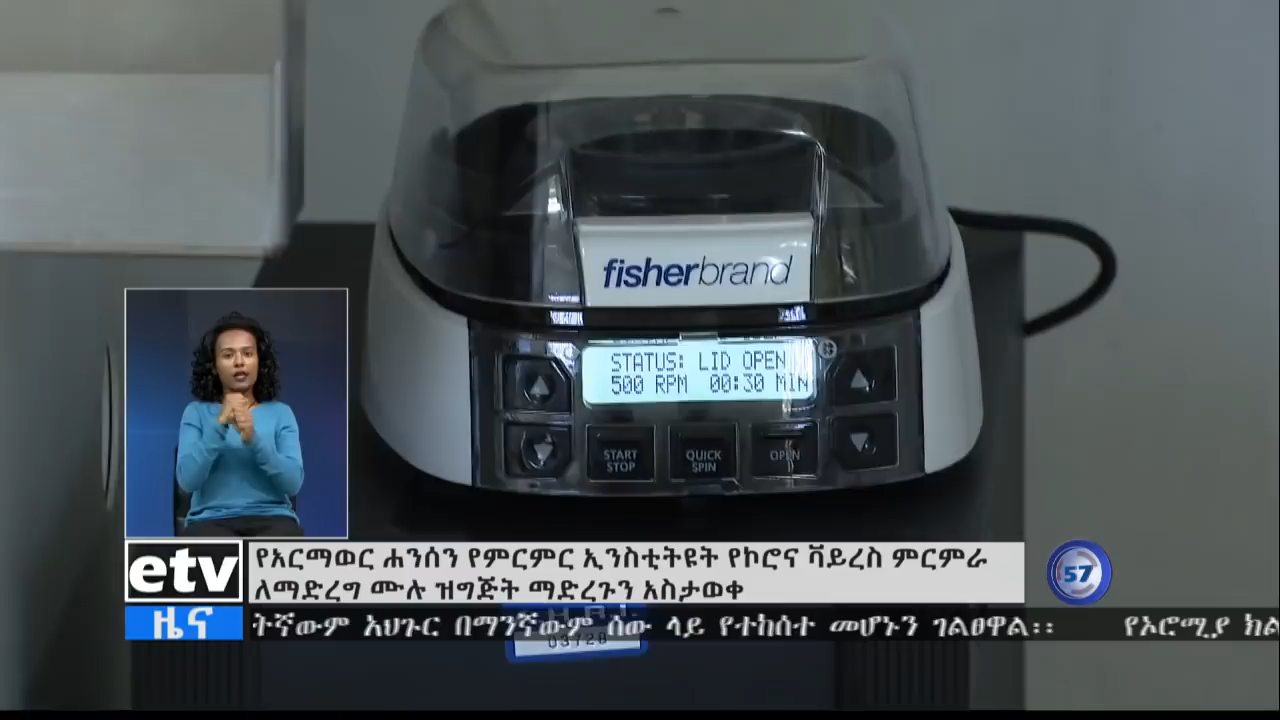 fisherbrand
STATUS: LID OPEN
500 RPM 00:30 MIN
START
STOP
QUICK
SPIN
OPEN
etv
የአርማወር ሐንሰን የምርምር ኢንስቲትዩት የኮሮና ቫይረስ ምርምራ
ለማድረግ ሙሉ ዝግጅት ማድረጉን አስታወቀ
57
ዜና
ትኛውም አህጉር በማንኛውም ሰው ላይ የተከሰተ መሆኑን ገልፀዋል፡፡ የኦሮሚያ ክል
03728